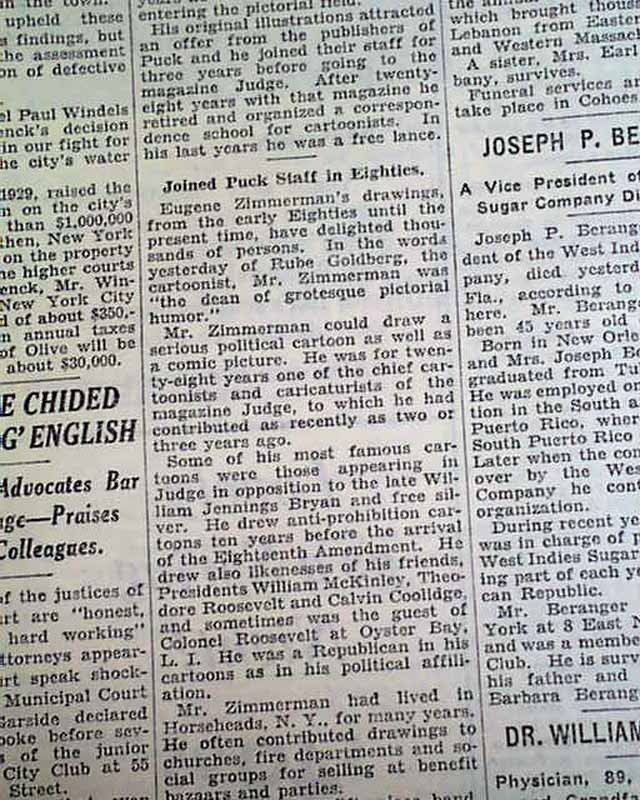 in the town.
upheld these
s findings, but
the assessment
on of defective
el Paul Windels
enck's decision
in our fight for
he city's water
1929, raised the
n on the city's
than $1,000,000
then, New York
on the property
he higher courts
enck, Mr. Win-
New York City
d of about $350,-
n annual taxes
of Olive will be
about $30,000.
E CHIDED
G' ENGLISH
Advocates Bar
age—Praises
Colleagues.
of the justices of
rt are "honest,
hard working"
ttorneys appear-
rt speak shock-
Municipal Court
Garside declared
poke before sev-
s of the junior
City Club at 55
Street.
entering the pictorial field.
His original illustrations attracted
an offer from the publishers of
Puck and he joined their staff for
three years before going to the
magazine Judge. After twenty-
eight years with that magazine he
retired and organized a correspon-
dence school for cartoonists. In
his last years he was a free lance.
Joined Puck Staff in Eighties.
Eugene Zimmerman's drawings,
from the early Eighties until the
present time, have delighted thou-
sands of persons. In the words
yesterday of Rube Goldberg, the
cartoonist, Mr. Zimmerman was
"the dean of grotesque pictorial
humor."
Mr. Zimmerman could draw a
serious political cartoon as well as
a comic picture. He was for twen-
ty-eight years one of the chief car-
toonists and caricaturists of the
magazine Judge, to which he had
contributed as recently as two or
three years ago.
Some of his most famous car-
toons were those appearing in
Judge in opposition to the late Wil-
liam Jennings Bryan and free sil-
ver. He drew anti-prohibition car-
toons ten years before the arrival
of the Eighteenth Amendment. He
drew also likenesses of his friends,
Presidents William McKinley, Theo-
dore Roosevelt and Calvin Coolidge,
and sometimes was the guest of
Colonel Roosevelt at Oyster Bay,
L. I. He was a Republican in his
cartoons as in his political affili-
ation.
Mr. Zimmerman had lived in
Horseheads, N. Y., for many years.
He often contributed drawings to
churches, fire departments and so-
cial groups for selling at benefit
bazaars and parties.
band
which brought thous
Lebanon from Easter
and Western Massac
A sister, Mrs. Earl
bany, survives.
Funeral services ar
take place in Cohoes
JOSEPH P. BE
A Vice President of
Sugar Company Di
Joseph P. Berang
dent of the West Ind
pany, died yesterd
Fla., according to
here. Mr. Berang
been 45 years old
Born in New Orle
and Mrs. Joseph Be
graduated from Tul
He was employed on
tion in the South a
Puerto Rico, wher
South Puerto Rico
Later when the con
over by the Wes
Company he cont
organization.
During recent ye
was in charge of p
West Indies Sugar
ing part of each ye
can Republic.
Mr. Beranger
York at 8 East N
and was a membe
Club. He is surv
his father and
Barbara Berang
DR. WILLIAM
Physician, 89,
Grandfa